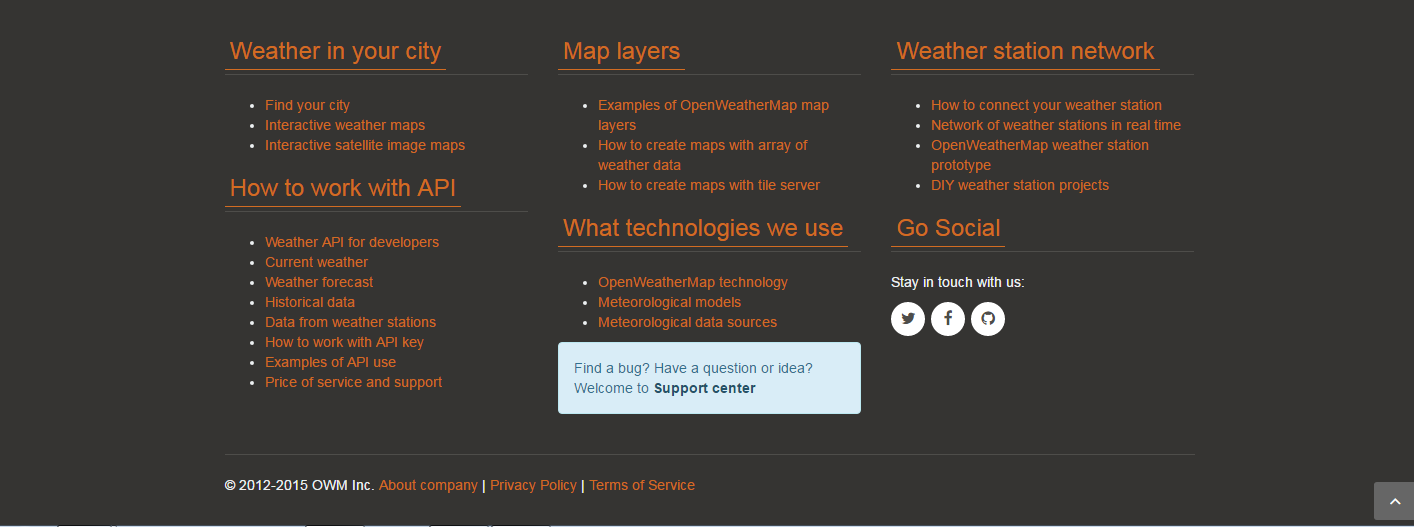 Weather in your city
Find your city
Interactive weather maps
Interactive satellite image maps
How to work with API
Weather API for developers
Current weather
Weather forecast
Historical data
Data from weather stations
How to work with API key
Examples of API use
Price of service and support
Map layers
Examples of OpenWeatherMap map
layers
How to create maps with array of
weather data
How to create maps with tile server
What technologies we use
OpenWeatherMap technology
Meteorological models
Meteorological data sources
Find a bug? Have a question or idea?
Welcome to Support center
Weather station network
How to connect your weather station
Network of weather stations in real time
OpenWeatherMap weather station
prototype
DIY weather station projects
Go Social
Stay in touch with us:
© 2012-2015 OWM Inc. About company | Privacy Policy | Terms of Service